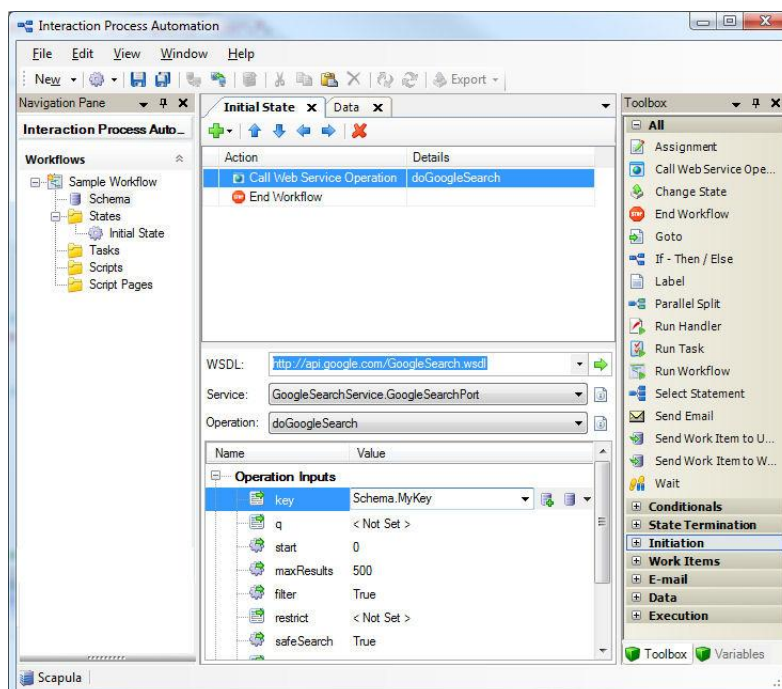 Interaction Process Automation
File Edit View Window Help
New Export
Navigation Pane
Interaction Process Auto...
Workflows
Sample Workflow
Schema
States
Initial State
Tasks
Scripts
Script Pages
Initial State Data
Action Details
Call Web Service Operation doGoogleSearch
End Workflow
WSDL: http://api.google.com/GoogleSearch.wsdl
Service: GoogleSearchService.GoogleSearchPort
Operation: doGoogleSearch
Name Value
Operation Inputs
key Schema.MyKey
q < Not Set >
start 0
maxResults 500
filter True
restrict < Not Set >
safeSearch True
Toolbox
All
Assignment
Call Web Service Ope...
Change State
End Workflow
Goto
If - Then / Else
Label
Parallel Split
Run Handler
Run Task
Run Workflow
Select Statement
Send Email
Send Work Item to U...
Send Work Item to W...
Wait
Conditionals
State Termination
Initiation
Work Items
E-mail
Data
Execution
Toolbox Variables
Scapula